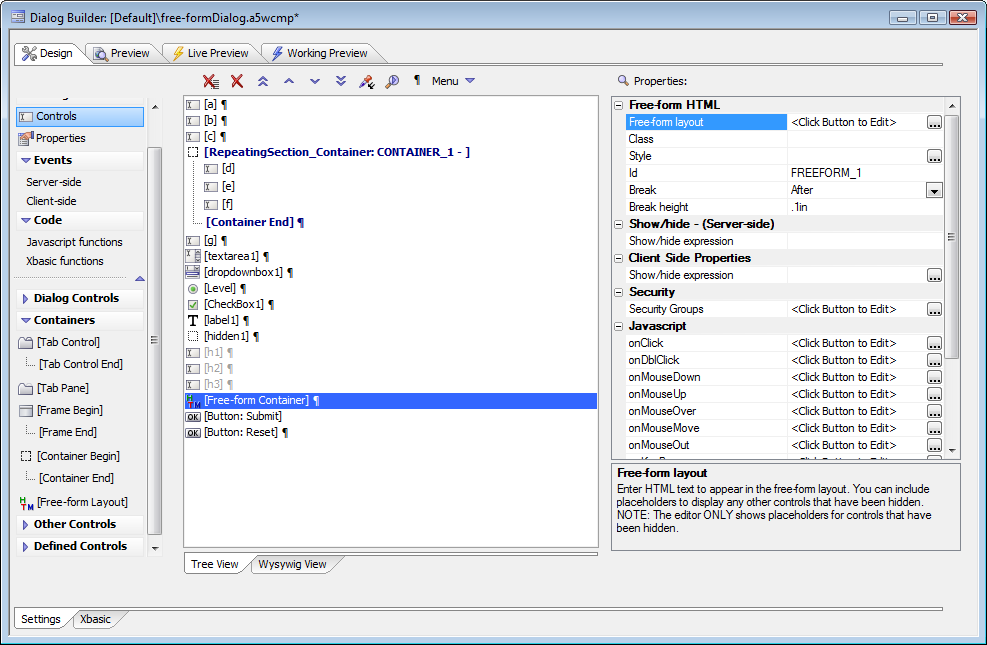 Dialog Builder: [Default]\free-formDialog.a5wcmp*
Design
Preview
Live Preview
Working Preview
¶ Menu
Properties:
Controls
Properties
Events
Server-side
Client-side
Code
Javascript functions
Xbasic functions
Dialog Controls
Containers
[Tab Control]
[Tab Control End]
[Tab Pane]
[Frame Begin]
[Frame End]
[Container Begin]
[Container End]
[Free-form Layout]
Other Controls
Defined Controls
[a] ¶
[b] ¶
[c] ¶
[RepeatingSection_Container: CONTAINER_1 - ]
[d]
[e]
[f]
[Container End] ¶
[g] ¶
[textarea1] ¶
[dropdownbox1] ¶
[Level] ¶
[CheckBox1] ¶
T [label1] ¶
[hidden1] ¶
[h1] ¶
[h2] ¶
[h3] ¶
[Free-form Container] ¶
OK [Button: Submit]
OK [Button: Reset] ¶
Tree View
Wysywig View
Free-form HTML
Free-form layout <Click Button to Edit> ...
Class
Style ...
Id FREEFORM_1
Break After
Break height .1in
Show/hide - (Server-side)
Show/hide expression
Client Side Properties
Show/hide expression ...
Security
Security Groups <Click Button to Edit> ...
Javascript
onClick <Click Button to Edit> ...
onDblClick <Click Button to Edit> ...
onMouseDown <Click Button to Edit> ...
onMouseUp <Click Button to Edit> ...
onMouseOver <Click Button to Edit> ...
onMouseMove <Click Button to Edit> ...
onMouseOut <Click Button to Edit> ...
Free-form layout
Enter HTML text to appear in the free-form layout. You can include
placeholders to display any other controls that have been hidden.
NOTE: The editor ONLY shows placeholders for controls that have
been hidden.
Settings
Xbasic